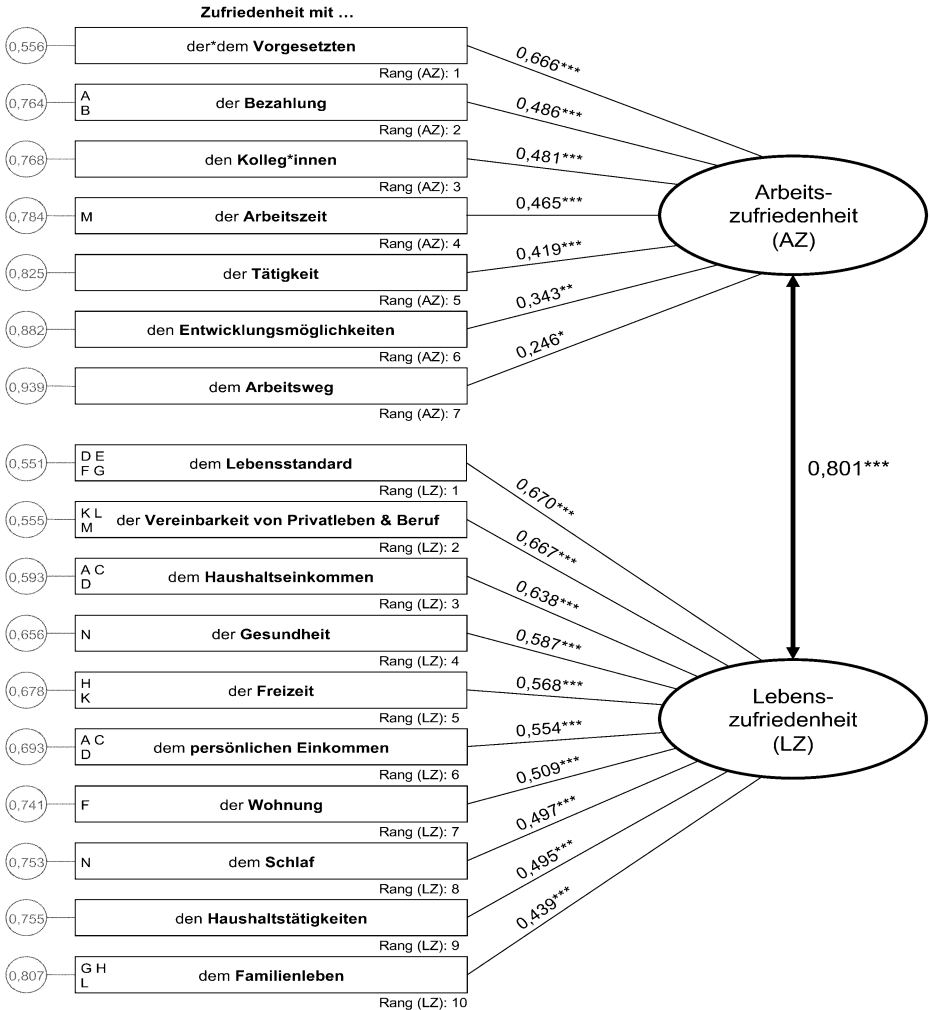 Zufriedenheit mit ...
0,556
der*dem Vorgesetzten
0,666***
Rang (AZ): 1
0,764
A
B
der Bezahlung
0,486***
Rang (AZ): 2
0,768
den Kolleg*innen
0,481***
Rang (AZ): 3
0,784
M
der Arbeitszeit
0,465***
Rang (AZ): 4
0,825
der Tätigkeit
0,419***
Rang (AZ): 5
0,882
den Entwicklungsmöglichkeiten
0,343**
Rang (AZ): 6
0,939
dem Arbeitsweg
0,246*
Rang (AZ): 7
Arbeits-
zufriedenheit
(AZ)
0,801***
0,551
D E
F G
dem Lebensstandard
0,670***
Rang (LZ): 1
0,555
K L
M
der Vereinbarkeit von Privatleben & Beruf
0,667***
Rang (LZ): 2
0,593
A C
D
dem Haushaltseinkommen
0,638***
Rang (LZ): 3
0,656
N
der Gesundheit
0,587***
Rang (LZ): 4
0,678
H
K
der Freizeit
0,568***
Rang (LZ): 5
0,693
A C
D
dem persönlichen Einkommen
0,554***
Rang (LZ): 6
0,741
F
der Wohnung
0,509***
Rang (LZ): 7
0,753
N
dem Schlaf
0,497***
Rang (LZ): 8
0,755
den Haushaltstätigkeiten
0,495***
Rang (LZ): 9
0,807
G H
L
dem Familienleben
0,439***
Rang (LZ): 10
Lebens-
zufriedenheit
(LZ)